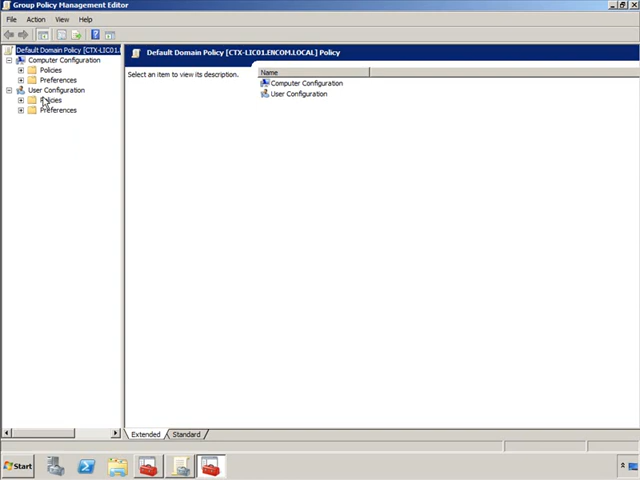 Group Policy Management Editor
File Action View Help
Default Domain Policy [CTX-LIC01.
Computer Configuration
Policies
Preferences
User Configuration
Policies
Preferences
Default Domain Policy [CTX-LIC01.ENCOM.LOCAL] Policy
Select an item to view its description.
Name
Computer Configuration
User Configuration
Extended Standard
Start